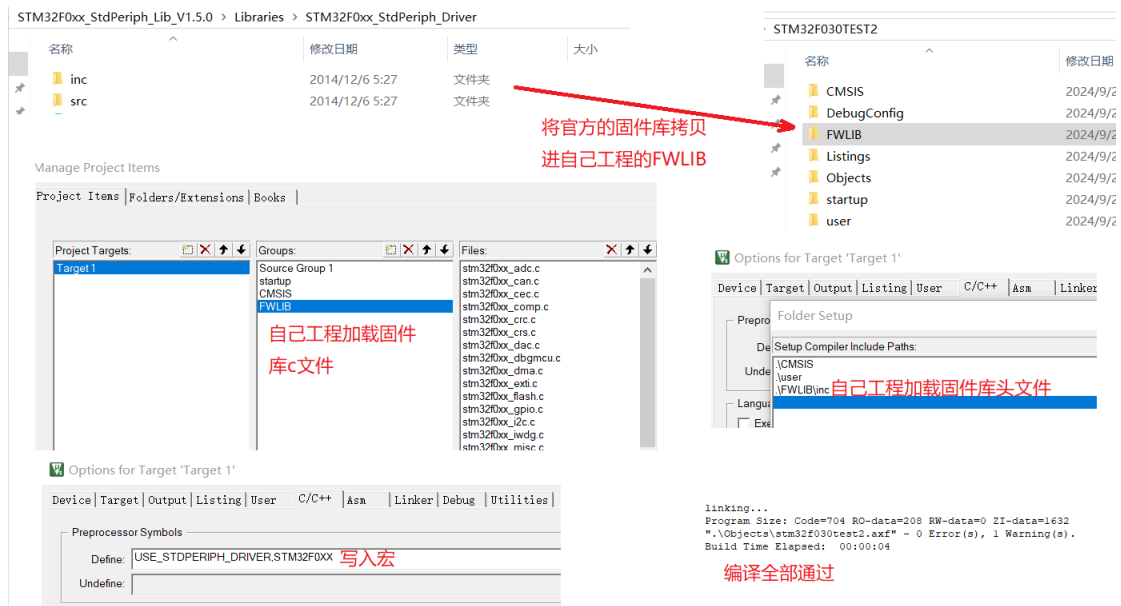 STM32F0xx_StdPeriph_Lib_V1.5.0 > Libraries > STM32F0xx_StdPeriph_Driver
名称 修改日期 类型 大小
inc 2014/12/6 5:27 文件夹
src 2014/12/6 5:27 文件夹
STM32F030TEST2
名称 修改日期
CMSIS 2024/9/2
DebugConfig 2024/9/2
FWLIB 2024/9/2
Listings 2024/9/2
Objects 2024/9/2
startup 2024/9/2
user 2024/9/2
将官方的固件库拷贝
进自己工程的FWLIB
Manage Project Items
Project Items Folders/Extensions Books
Project Targets: Groups: Files:
Target 1
Source Group 1
startup
CMSIS
FWLIB
stm32f0xx_adc.c
stm32f0xx_can.c
stm32f0xx_cec.c
stm32f0xx_comp.c
stm32f0xx_crc.c
stm32f0xx_crs.c
stm32f0xx_dac.c
stm32f0xx_dbgmcu.c
stm32f0xx_dma.c
stm32f0xx_exti.c
stm32f0xx_flash.c
stm32f0xx_gpio.c
stm32f0xx_i2c.c
stm32f0xx_iwdg.c
stm32f0xx_misc.c
自己工程加载固件
库c文件
Options for Target 'Target 1'
Device Target Output Listing User C/C++ Asm Linker
Prepro
De
Unde
Langua
Exe
Folder Setup
Setup Compiler Include Paths:
.\CMSIS
.\user
.\FWLIB\inc
自己工程加载固件库头文件
Options for Target 'Target 1'
Device Target Output Listing User C/C++ Asm Linker Debug Utilities
Preprocessor Symbols
Define: USE_STDPERIPH_DRIVER,STM32F0XX 写入宏
Undefine:
linking...
Program Size: Code=704 RO-data=208 RW-data=0 ZI-data=1632
".\Objects\stm32f030test2.axf" - 0 Error(s), 1 Warning(s).
Build Time Elapsed: 00:00:04
编译全部通过